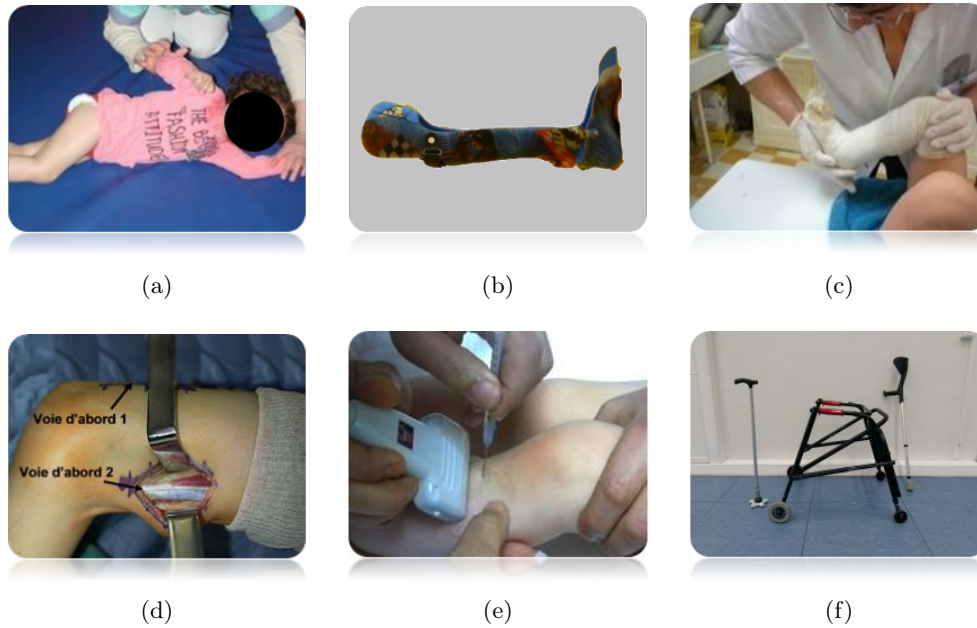 THE
FASHION
ATTITUDE
(a)
(b)
(c)
Voie d'abord 1
Voie d'abord 2
(d)
(e)
(f)